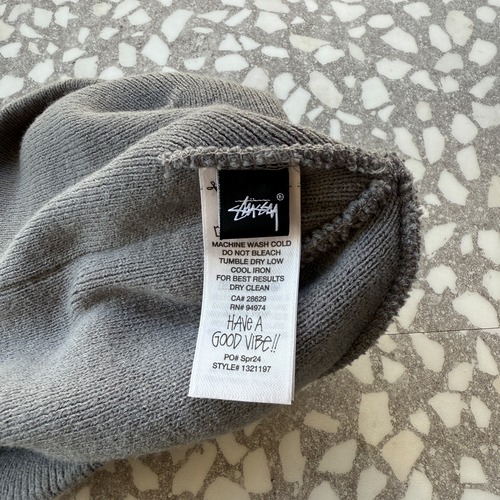 Stüssy®
MACHINE WASH COLD
DO NOT BLEACH
TUMBLE DRY LOW
COOL IRON
FOR BEST RESULTS
DRY CLEAN
CA# 28629
RN# 94974
HAVE A
GOOD VIBE!!
PO# Spr24
STYLE# 1321197